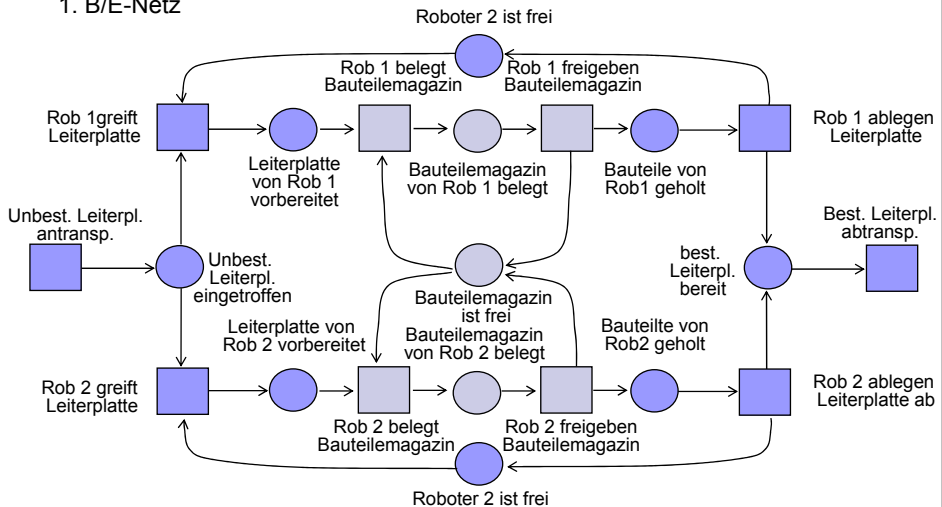 1. B/E-Netz
Roboter 2 ist frei
Rob 1 belegt
Bauteilemagazin
Rob 1 freigeben
Bauteilemagazin
Rob 1greift
Leiterplatte
Rob 1 ablegen
Leiterplatte
Leiterplatte
von Rob 1
vorbereitet
Bauteilemagazin
von Rob 1 belegt
Bauteile von
Rob1 geholt
Unbest. Leiterpl.
antransp.
Unbest.
Leiterpl.
eingetroffen
best.
Leiterpl.
bereit
Best. Leiterpl.
abtransp.
Bauteilemagazin
ist frei
Leiterplatte von
Rob 2 vorbereitet
Bauteilemagazin
von Rob 2 belegt
Bauteilte von
Rob2 geholt
Rob 2 greift
Leiterplatte
Rob 2 ablegen
Leiterplatte ab
Rob 2 belegt
Bauteilemagazin
Rob 2 freigeben
Bauteilemagazin
Roboter 2 ist frei